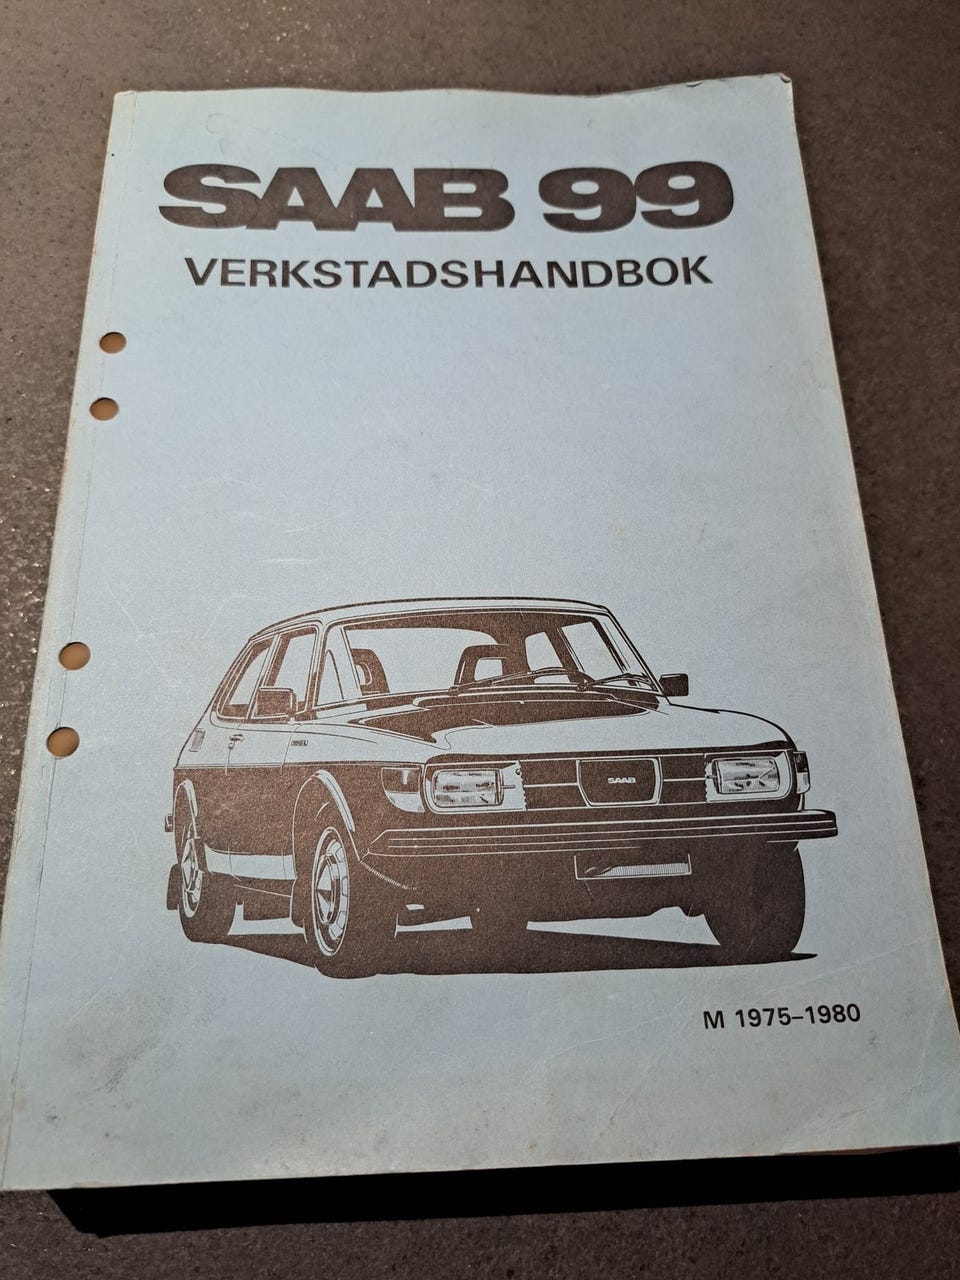 SAAB 99
VERKSTADSHANDBOK
SAAB
M 1975–1980